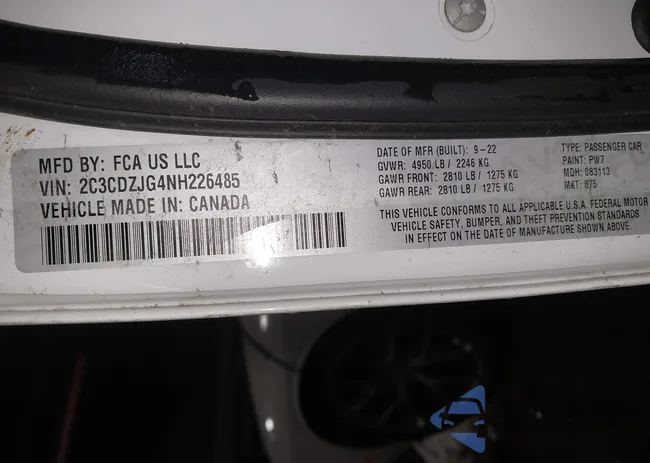 MFD BY: FCA US LLC
VIN: 2C3CDZJG4NH226485
VEHICLE MADE IN: CANADA
DATE OF MFR (BUILT): 9-22
GVWR: 4950 LB / 2246 KG
GAWR FRONT: 2810 LB / 1275 KG
GAWR REAR: 2810 LB / 1275 KG
TYPE: PASSENGER CAR
PAINT: PW7
MDH: 083113
MKT: 875
THIS VEHICLE CONFORMS TO ALL APPLICABLE U.S.A. FEDERAL MOTOR
VEHICLE SAFETY, BUMPER, AND THEFT PREVENTION STANDARDS
IN EFFECT ON THE DATE OF MANUFACTURE SHOWN ABOVE.